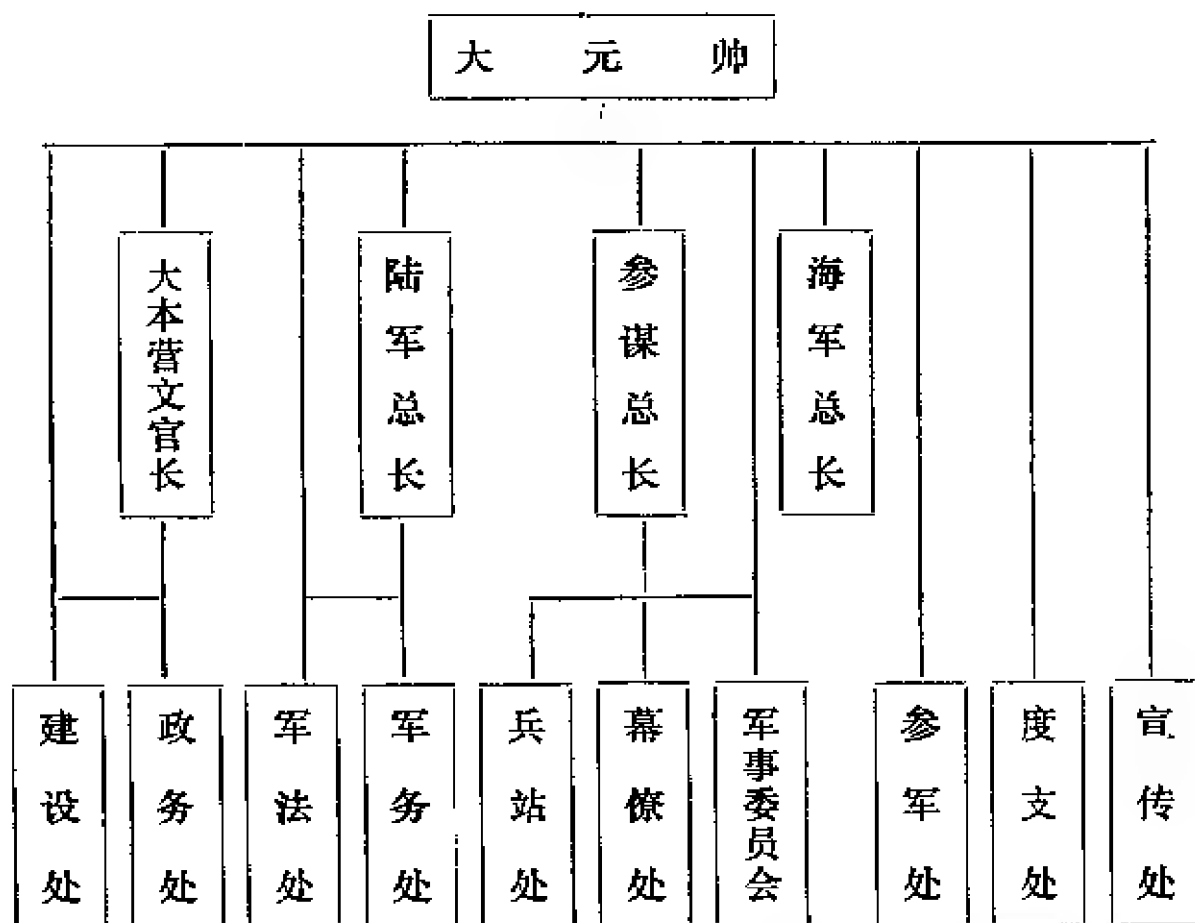 大元帅
大本营文官长
陆军总长
参谋总长
海军总长
建设处
政务处
军法处
军务处
兵站处
幕僚处
军事委员会
参军处
度支处
宣传处